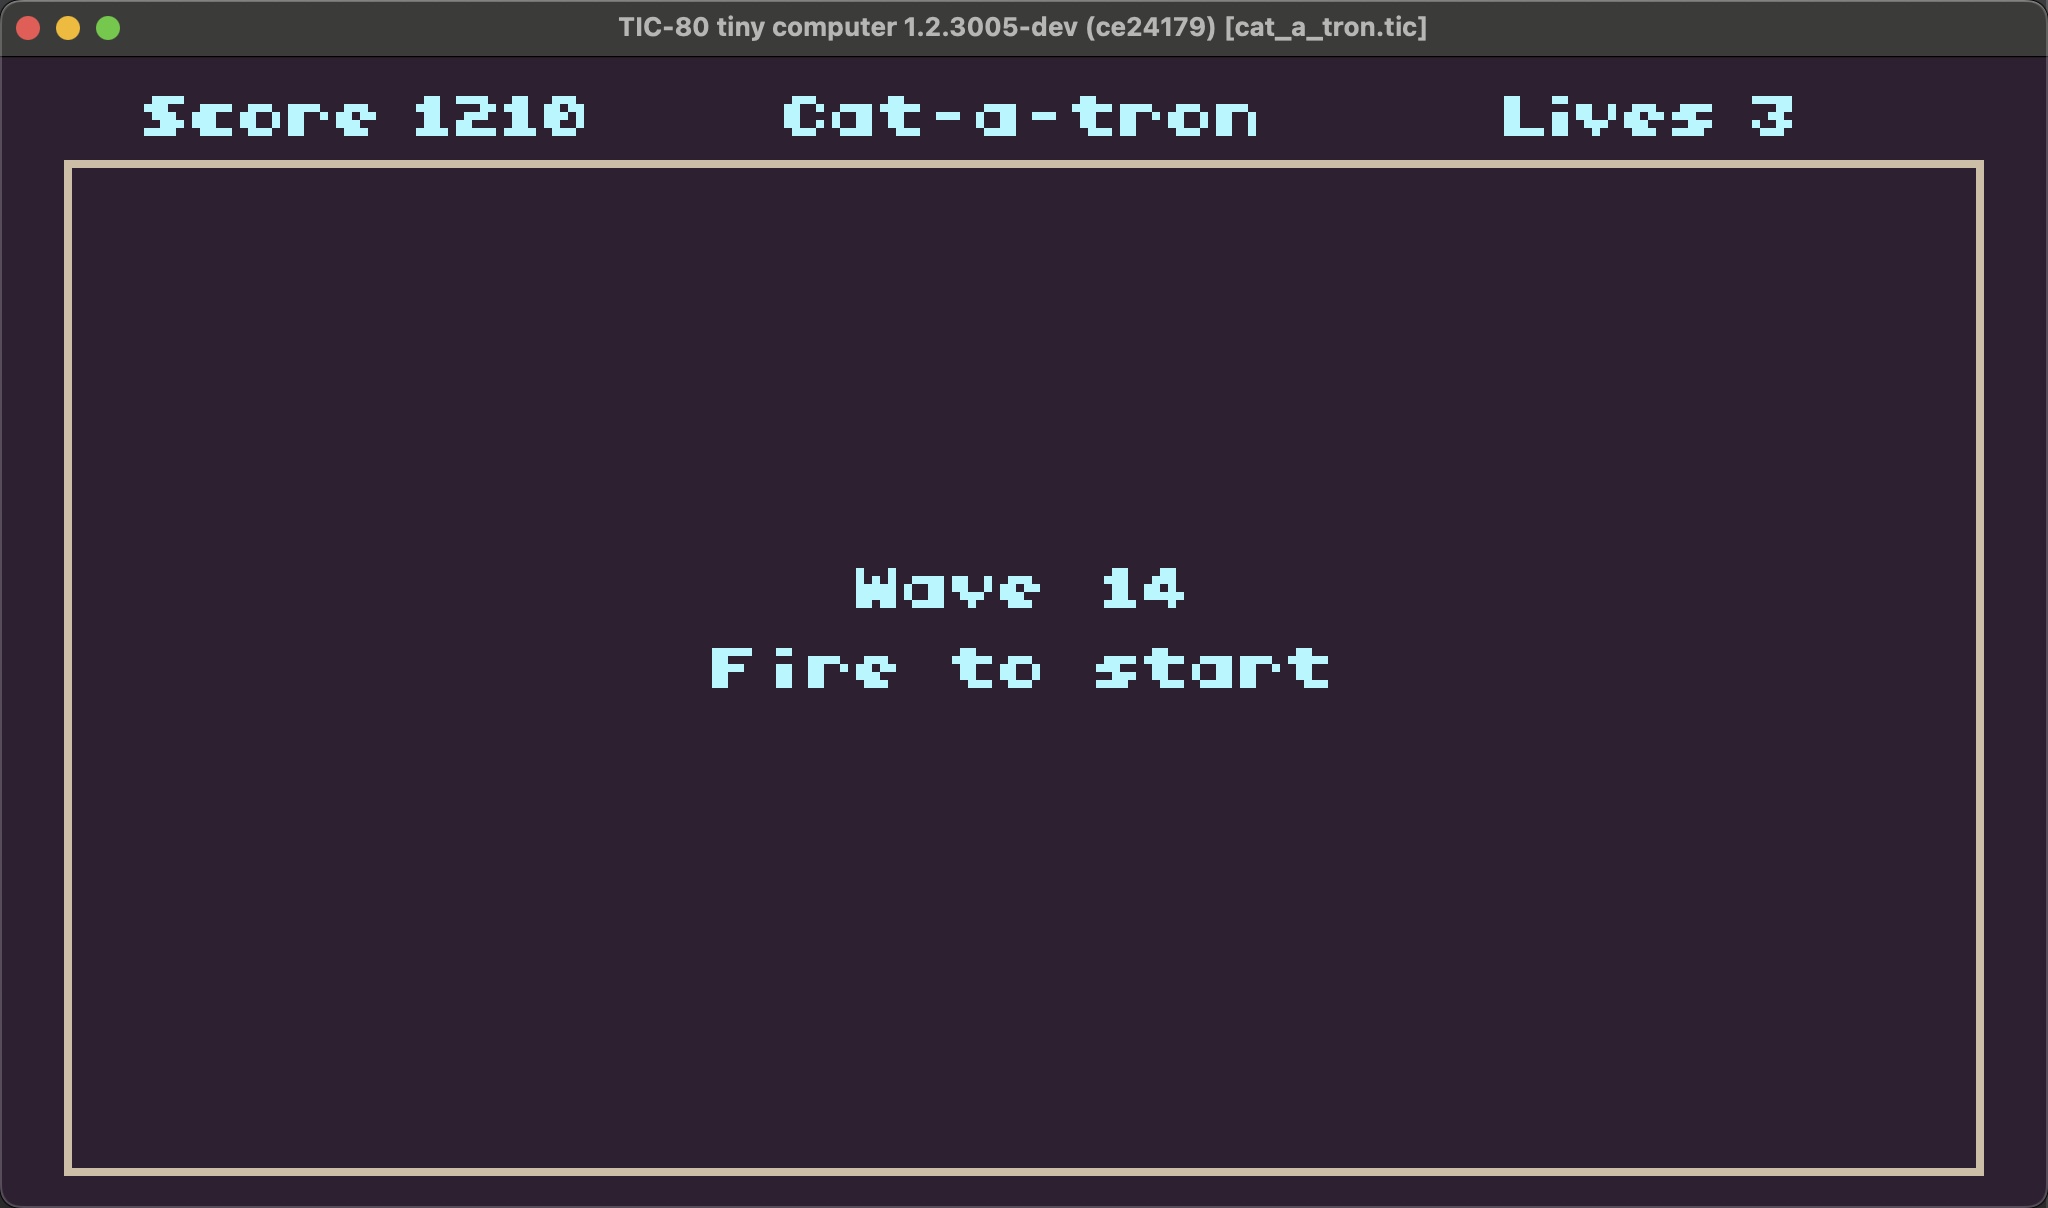 TIC-80 tiny computer 1.2.3005-dev (ce24179) [cat_a_tron.tic]
Score 1210 Cat-a-tron Lives 3
Wave 14
Fire to start